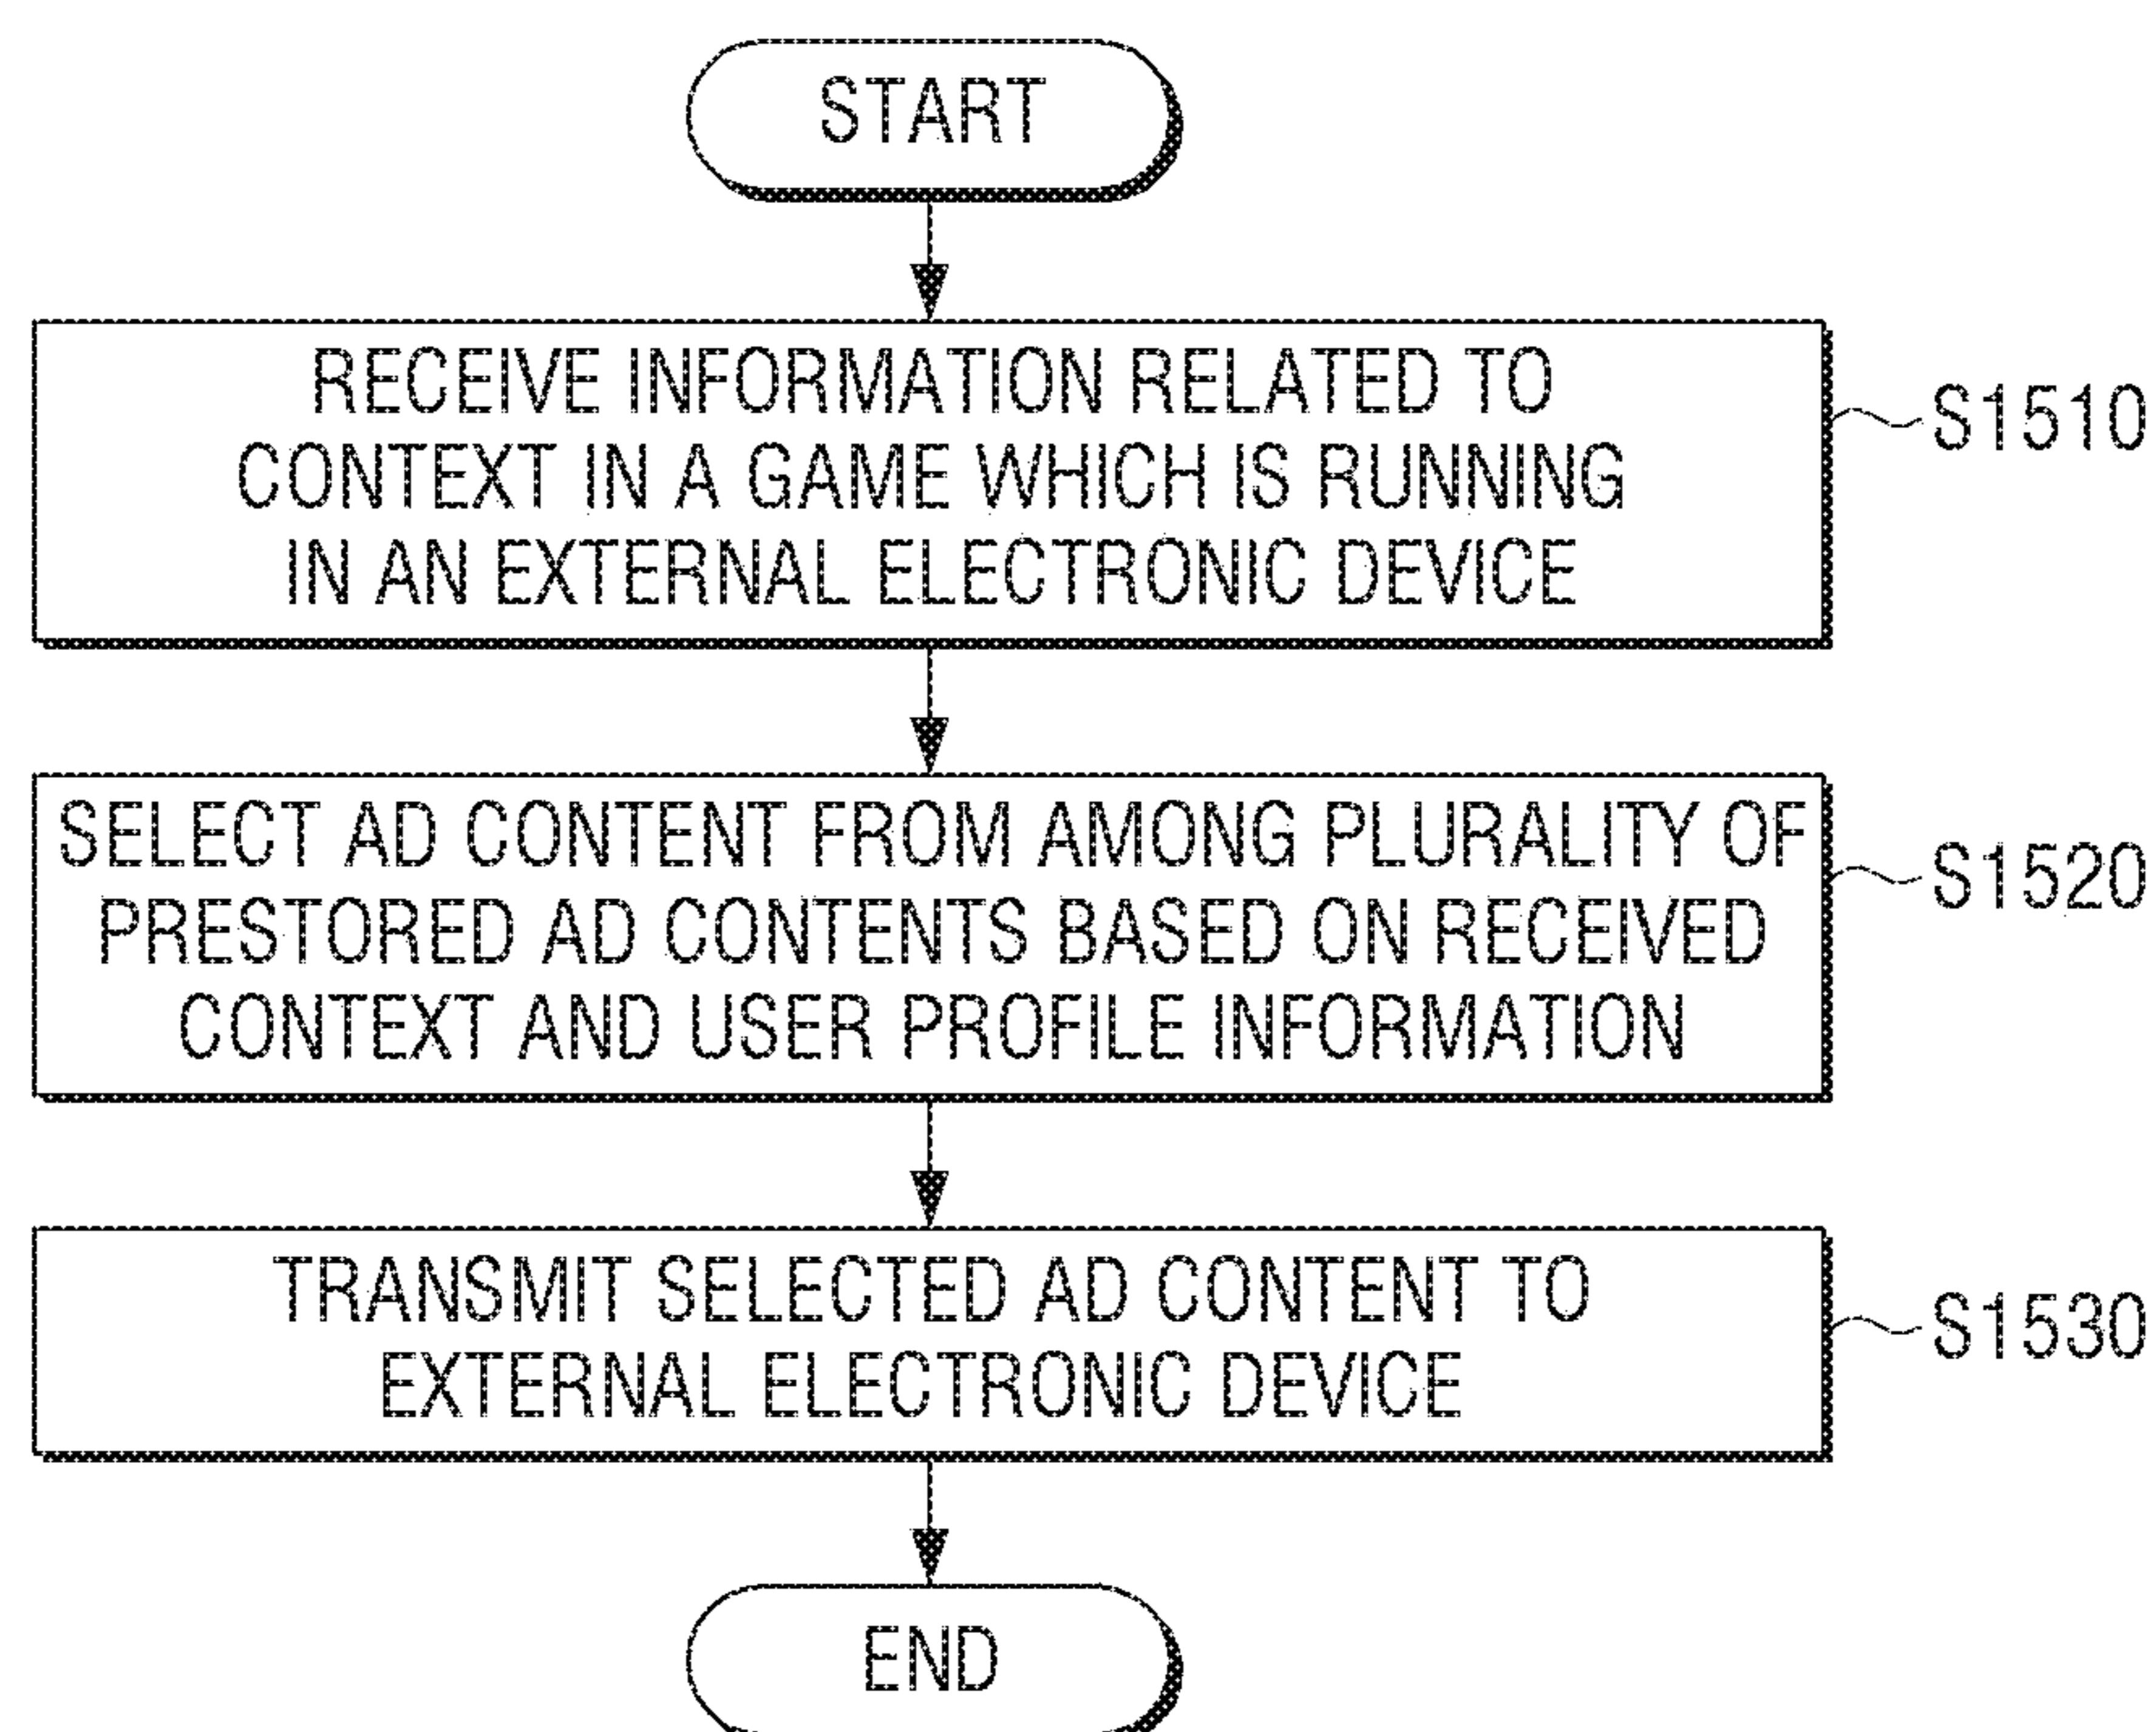 START
RECEIVE INFORMATION RELATED TO
CONTEXT IN A GAME WHICH IS RUNNING
IN AN EXTERNAL ELECTRONIC DEVICE
S1510
SELECT AD CONTENT FROM AMONG PLURALITY OF
PRESTORED AD CONTENTS BASED ON RECEIVED
CONTEXT AND USER PROFILE INFORMATION
S1520
TRANSMIT SELECTED AD CONTENT TO
EXTERNAL ELECTRONIC DEVICE
S1530
END